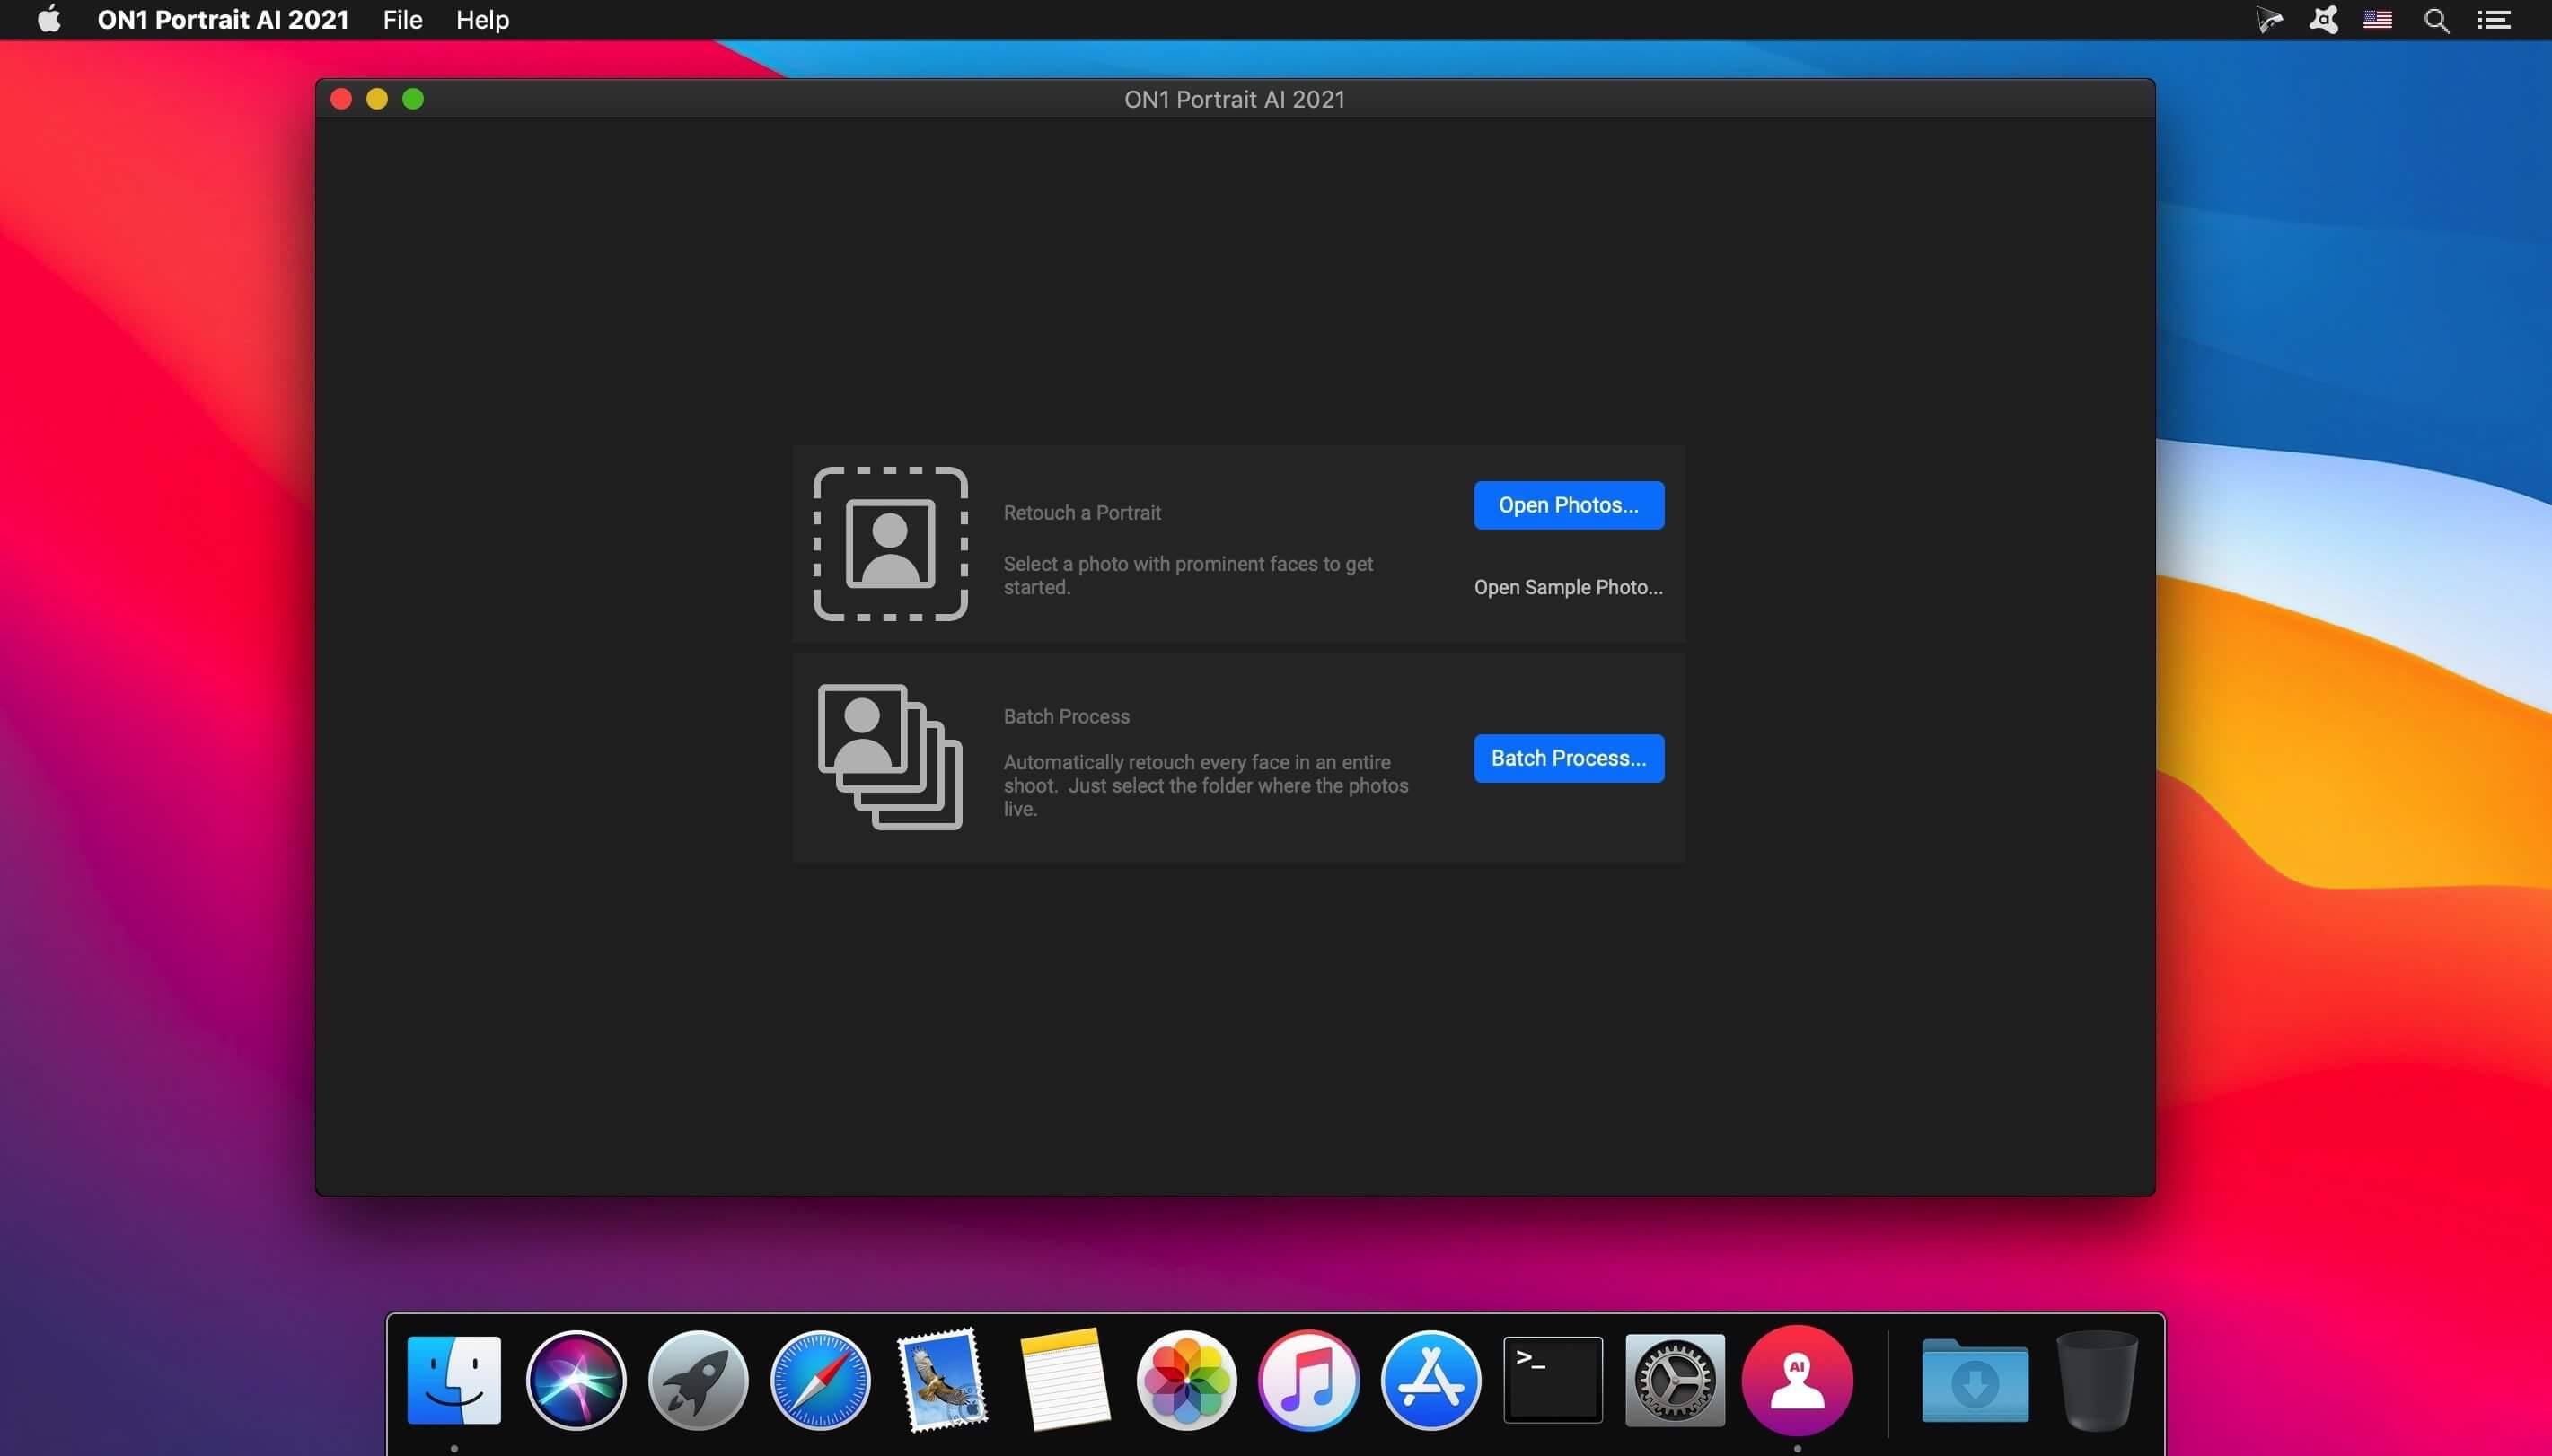 ON1 Portrait AI 2021 File Help
ON1 Portrait AI 2021
Retouch a Portrait
Select a photo with prominent faces to get
started.
Open Photos...
Open Sample Photo...
Batch Process
Automatically retouch every face in an entire
shoot.  Just select the folder where the photos
live.
Batch Process...
>_
AI